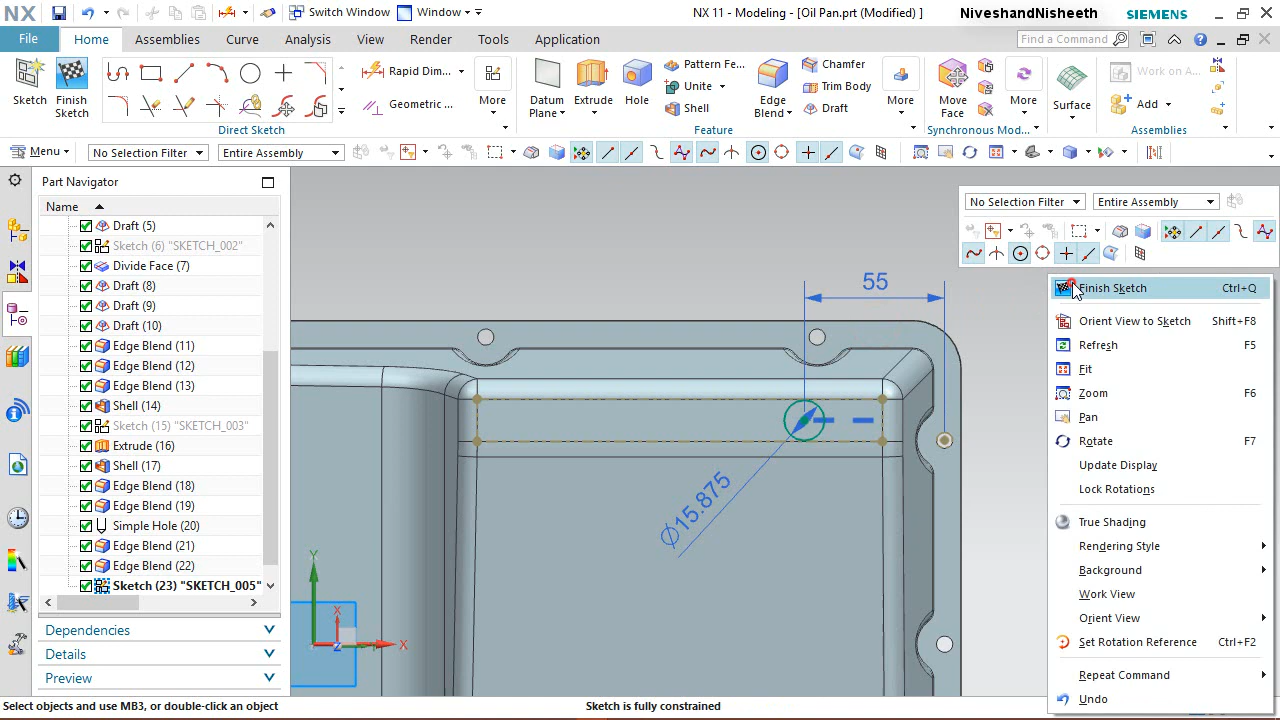 NX
Switch Window
Window
NX 11 - Modeling - [Oil Pan.prt (Modified) ]
NiveshandNisheeth
SIEMENS
File
Home
Assemblies
Curve
Analysis
View
Render
Tools
Application
Find a Command
Sketch
Finish Sketch
Rapid Dim...
Geometric ...
More
Datum Plane
Extrude
Hole
Pattern Fe...
Unite
Shell
Edge Blend
Chamfer
Trim Body
Draft
More
Move Face
More
Surface
Work on A...
Add
Direct Sketch
Feature
Synchronous Mod...
Assemblies
Menu
No Selection Filter
Entire Assembly
Part Navigator
Name
Draft (5)
Sketch (6) "SKETCH_002"
Divide Face (7)
Draft (8)
Draft (9)
Draft (10)
Edge Blend (11)
Edge Blend (12)
Edge Blend (13)
Shell (14)
Sketch (15) "SKETCH_003"
Extrude (16)
Shell (17)
Edge Blend (18)
Edge Blend (19)
Simple Hole (20)
Edge Blend (21)
Edge Blend (22)
Sketch (23) "SKETCH_005"
Dependencies
Details
Preview
55
Ø15.875
Y
X
Z
X
No Selection Filter
Entire Assembly
Finish Sketch Ctrl+Q
Orient View to Sketch Shift+F8
Refresh F5
Fit
Zoom F6
Pan
Rotate F7
Update Display
Lock Rotations
True Shading
Rendering Style
Background
Work View
Orient View
Set Rotation Reference Ctrl+F2
Repeat Command
Undo
Select objects and use MB3, or double-click an object
Sketch is fully constrained